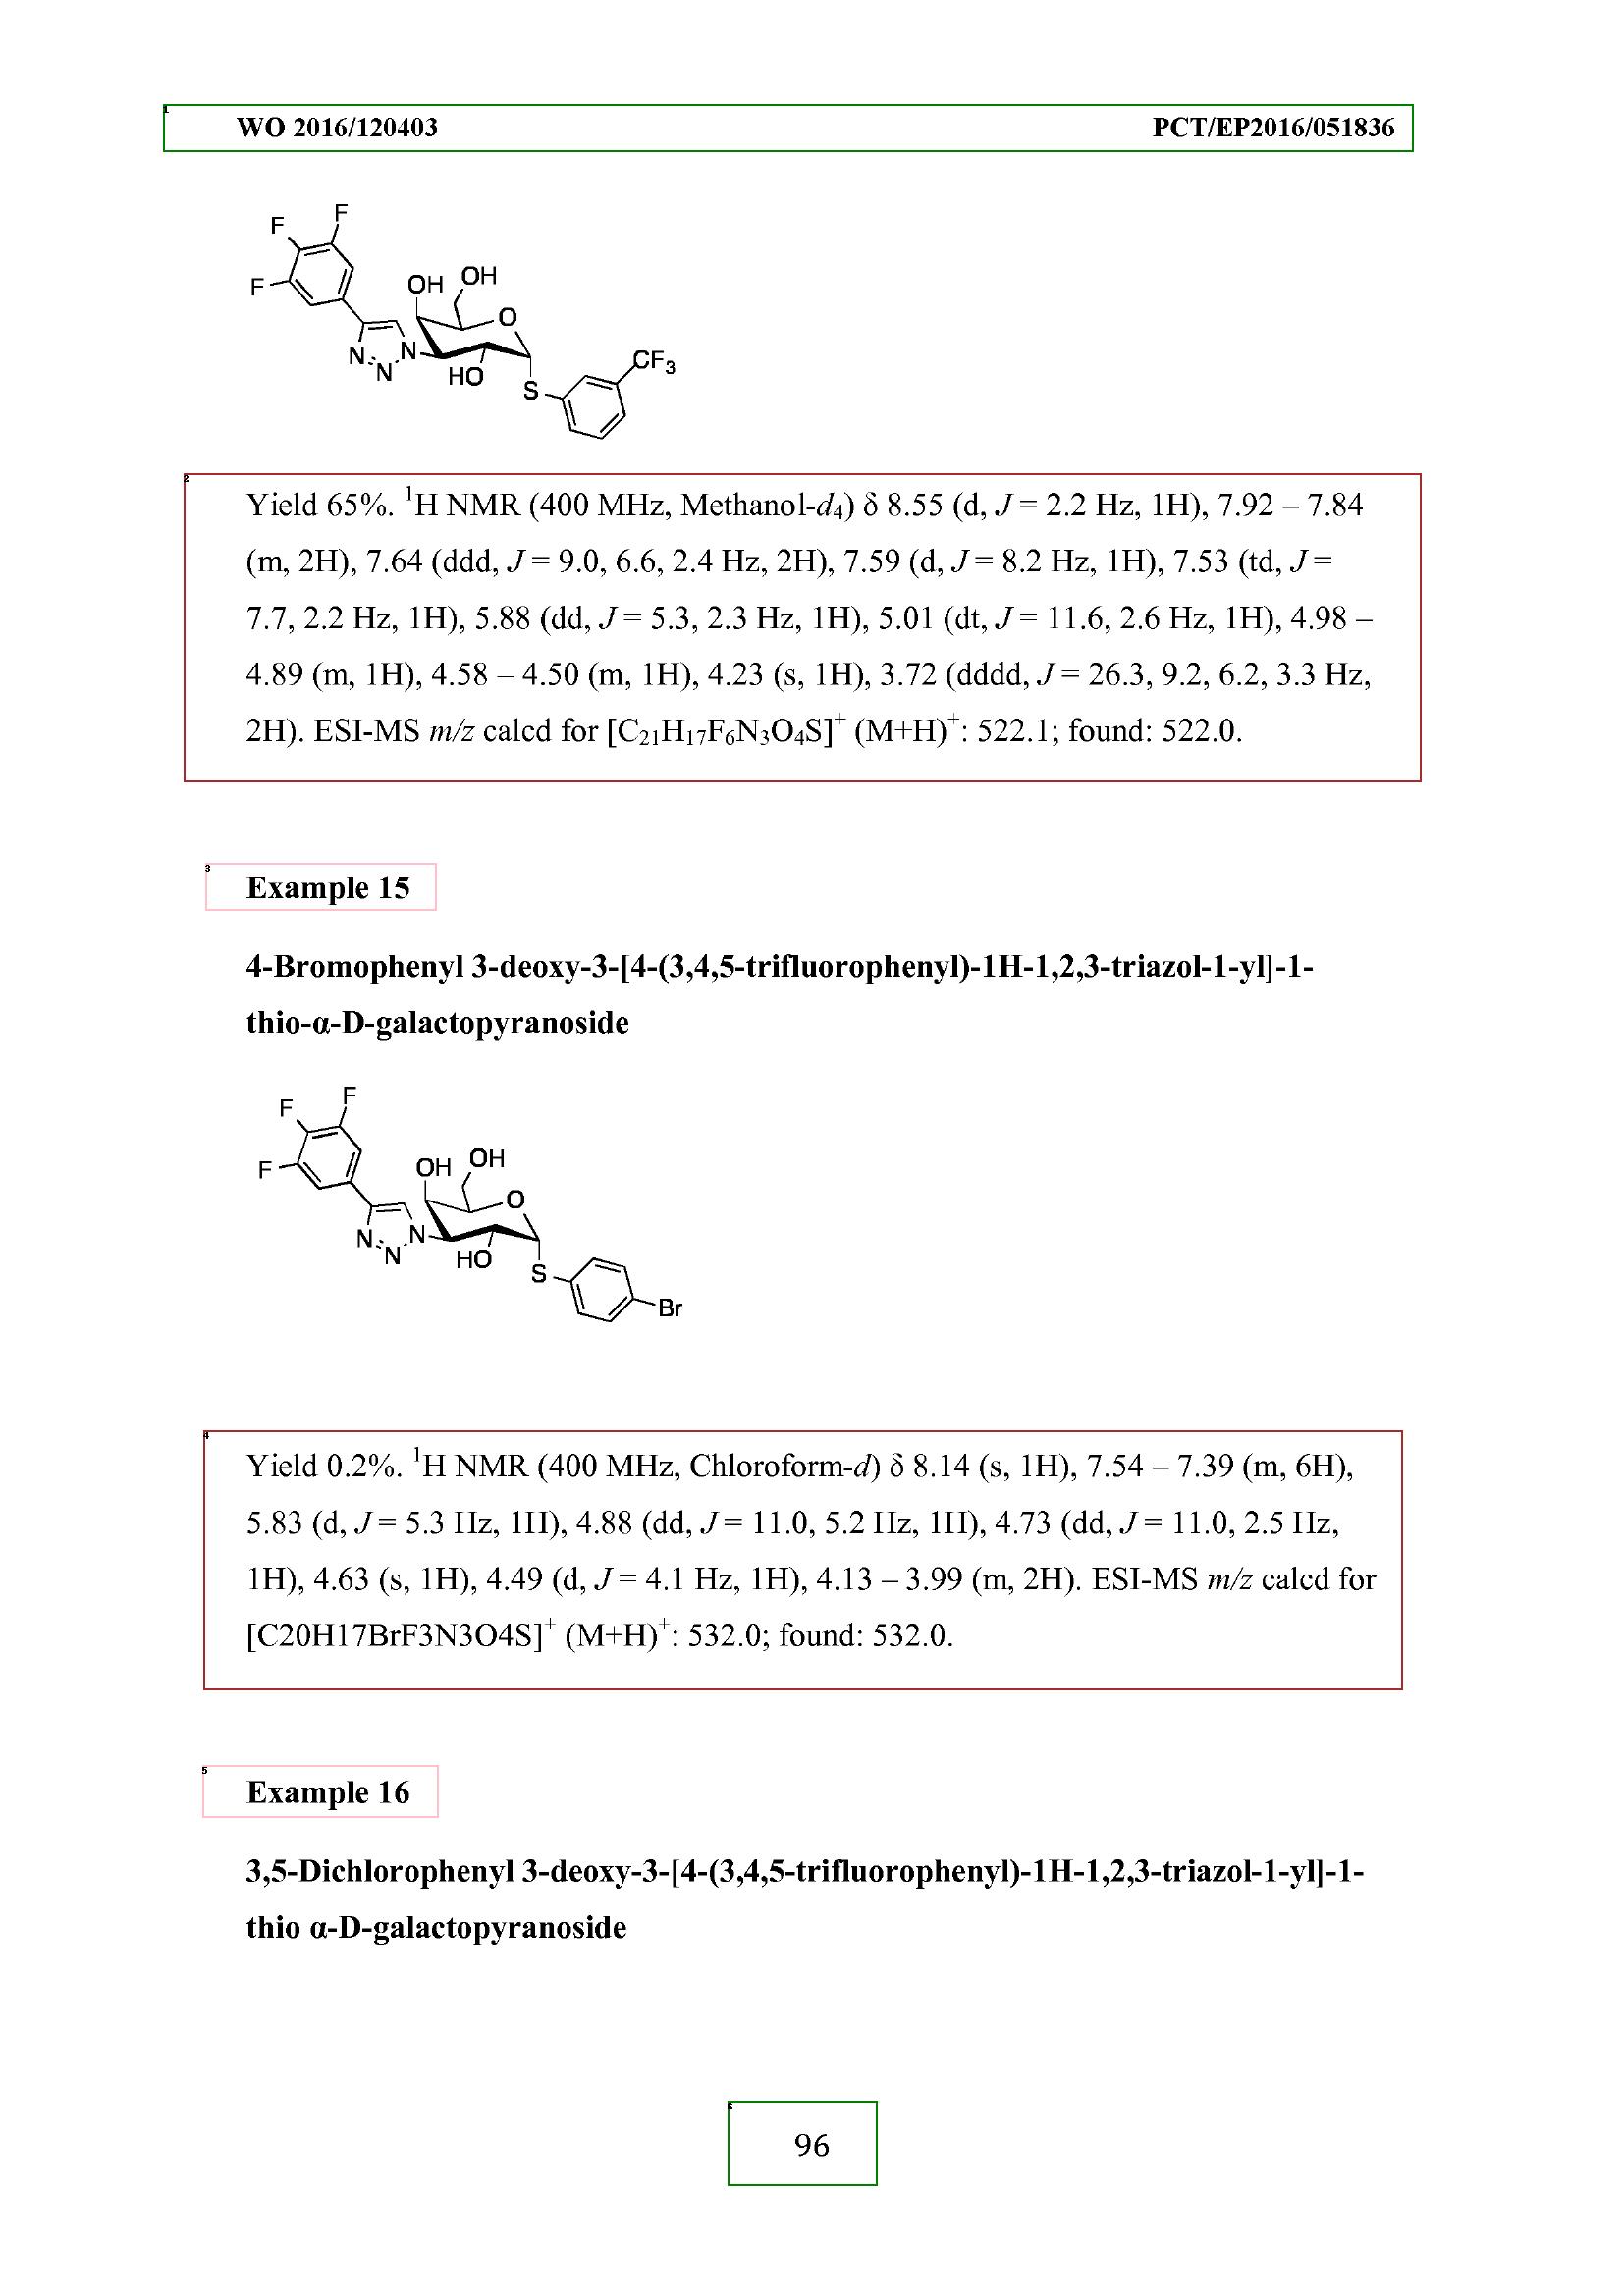 WO 2016/120403 PCT/EP2016/051836
F
F
F
OH
OH
O
N
N
N
HO
S
CF3
Yield 65%. ¹H NMR (400 MHz, Methanol-d₄) δ 8.55 (d, J = 2.2 Hz, 1H), 7.92 – 7.84
(m, 2H), 7.64 (ddd, J = 9.0, 6.6, 2.4 Hz, 2H), 7.59 (d, J = 8.2 Hz, 1H), 7.53 (td, J =
7.7, 2.2 Hz, 1H), 5.88 (dd, J = 5.3, 2.3 Hz, 1H), 5.01 (dt, J = 11.6, 2.6 Hz, 1H), 4.98 –
4.89 (m, 1H), 4.58 – 4.50 (m, 1H), 4.23 (s, 1H), 3.72 (dddd, J = 26.3, 9.2, 6.2, 3.3 Hz,
2H). ESI-MS m/z calcd for [C₂₁H₁₇F₆N₃O₄S]⁺ (M+H)⁺: 522.1; found: 522.0.
Example 15
4-Bromophenyl 3-deoxy-3-[4-(3,4,5-trifluorophenyl)-1H-1,2,3-triazol-1-yl]-1-
thio-α-D-galactopyranoside
F
F
F
OH
OH
O
N
N
N
HO
S
Br
Yield 0.2%. ¹H NMR (400 MHz, Chloroform-d) δ 8.14 (s, 1H), 7.54 – 7.39 (m, 6H),
5.83 (d, J = 5.3 Hz, 1H), 4.88 (dd, J = 11.0, 5.2 Hz, 1H), 4.73 (dd, J = 11.0, 2.5 Hz,
1H), 4.63 (s, 1H), 4.49 (d, J = 4.1 Hz, 1H), 4.13 – 3.99 (m, 2H). ESI-MS m/z calcd for
[C20H17BrF3N3O4S]⁺ (M+H)⁺: 532.0; found: 532.0.
Example 16
3,5-Dichlorophenyl 3-deoxy-3-[4-(3,4,5-trifluorophenyl)-1H-1,2,3-triazol-1-yl]-1-
thio α-D-galactopyranoside
96